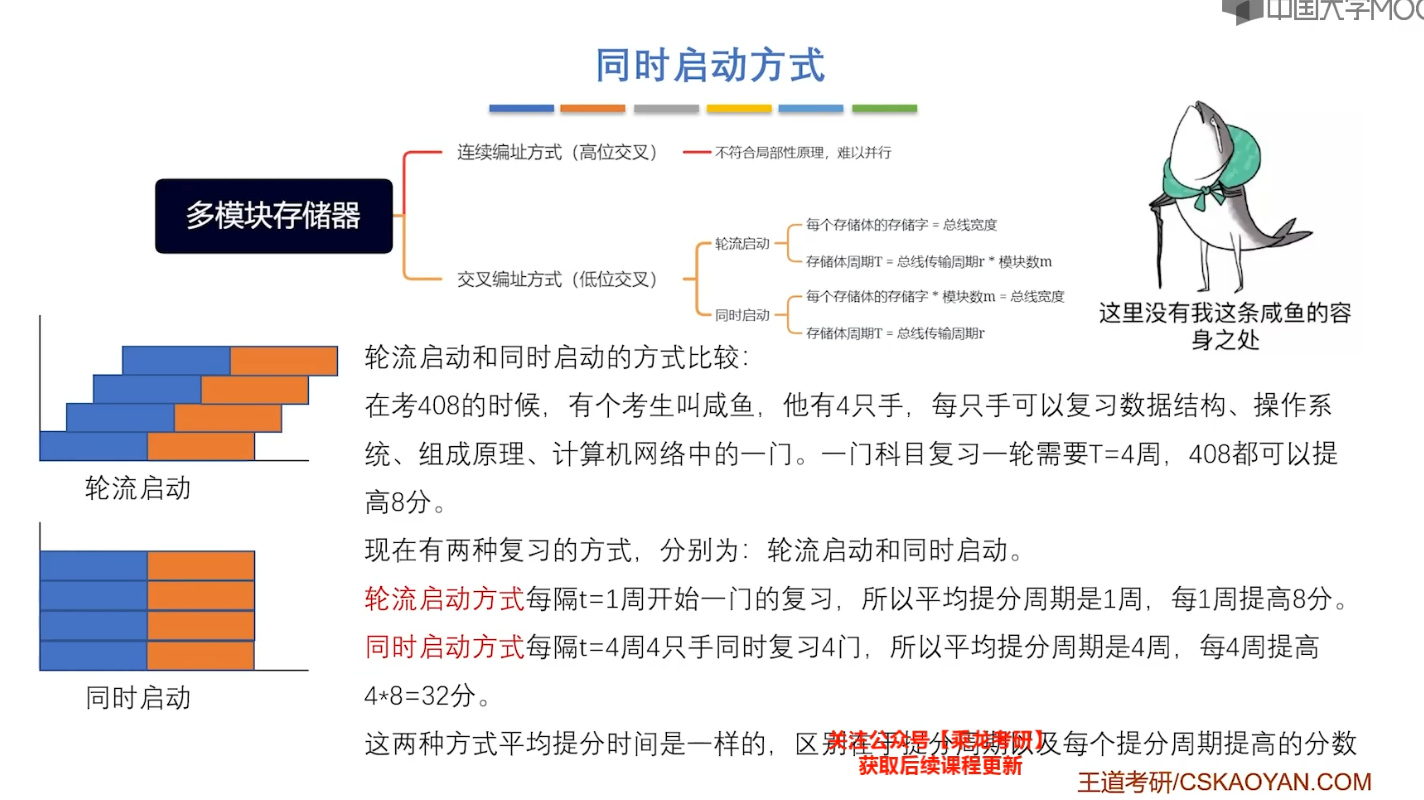 中国大学MOO
同时启动方式
连续编址方式（高位交叉）
不符合局部性原理，难以并行
多模块存储器
每个存储体的存储字 = 总线宽度
轮流启动
存储体周期T = 总线传输周期r * 模块数m
交叉编址方式（低位交叉）
每个存储体的存储字 * 模块数m = 总线宽度
同时启动
存储体周期T = 总线传输周期r
这里没有我这条咸鱼的容
身之处
轮流启动和同时启动的方式比较：
在考408的时候，有个考生叫咸鱼，他有4只手，每只手可以复习数据结构、操作系
统、组成原理、计算机网络中的一门。一门科目复习一轮需要T=4周，408都可以提
高8分。
轮流启动
现在有两种复习的方式，分别为：轮流启动和同时启动。
轮流启动方式每隔t=1周开始一门的复习，所以平均提分周期是1周，每1周提高8分。
同时启动方式每隔t=4周4只手同时复习4门，所以平均提分周期是4周，每4周提高
4*8=32分。
同时启动
这两种方式平均提分时间是一样的，区别在于提分周期以及每个提分周期提高的分数
关注公众号【乘龙考研】
获取后续课程更新
王道考研/CSKAOYAN.COM